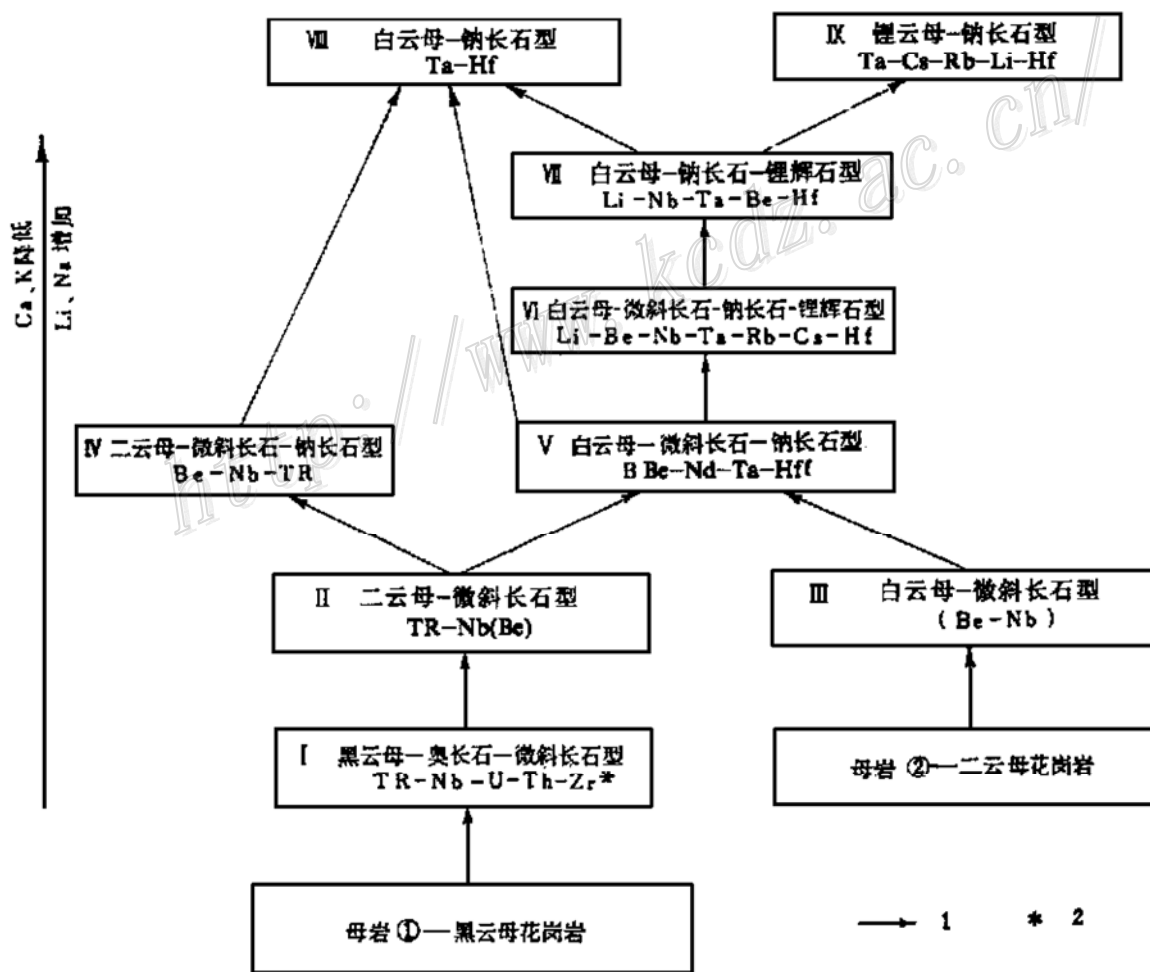 Ⅷ 白云母-钠长石型
Ta-Hf
Ⅸ 锂云母-钠长石型
Ta-Cs-Rb-Li-Hf
Ⅶ 白云母-钠长石-锂辉石型
Li-Nb-Ta-Be-Hf
Ca、K降低
Li、Na增加
Ⅵ 白云母-微斜长石-钠长石-锂辉石型
Li-Be-Nb-Ta-Rb-Cs-Hf
Ⅳ 二云母-微斜长石-钠长石型
Be-Nb-TR
Ⅴ 白云母-微斜长石-钠长石型
B Be-Nd-Ta-Hff
Ⅱ 二云母-微斜长石型
TR-Nb(Be)
Ⅲ 白云母-微斜长石型
(Be-Nb)
Ⅰ 黑云母-奥长石-微斜长石型
TR-Nb-U-Th-Zr*
母岩②—二云母花岗岩
母岩①—黑云母花岗岩
1
* 2
http://www.kcdz.ac.cn/